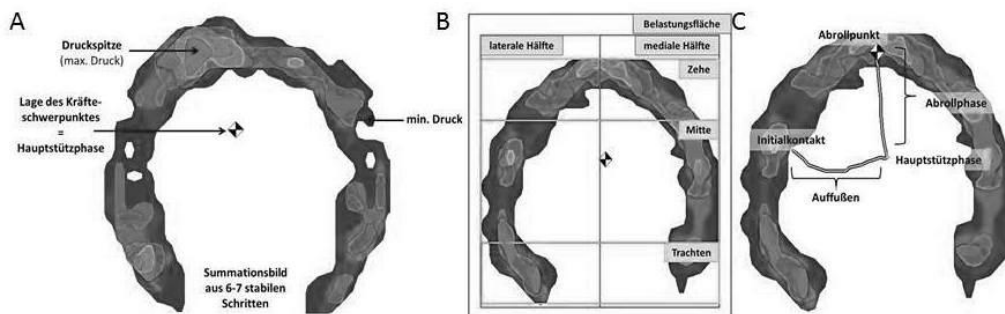 A
Druckspitze
(max. Druck)
Lage des Kräfte-
schwerpunktes
=
Hauptstützphase
min. Druck
Summationsbild
aus 6-7 stabilen
Schritten
B
Belastungsfläche
laterale Hälfte
mediale Hälfte
Zehe
Mitte
Trachten
C
Abrollpunkt
Abrollphase
Initialkontakt
Hauptstützphase
Auffußen